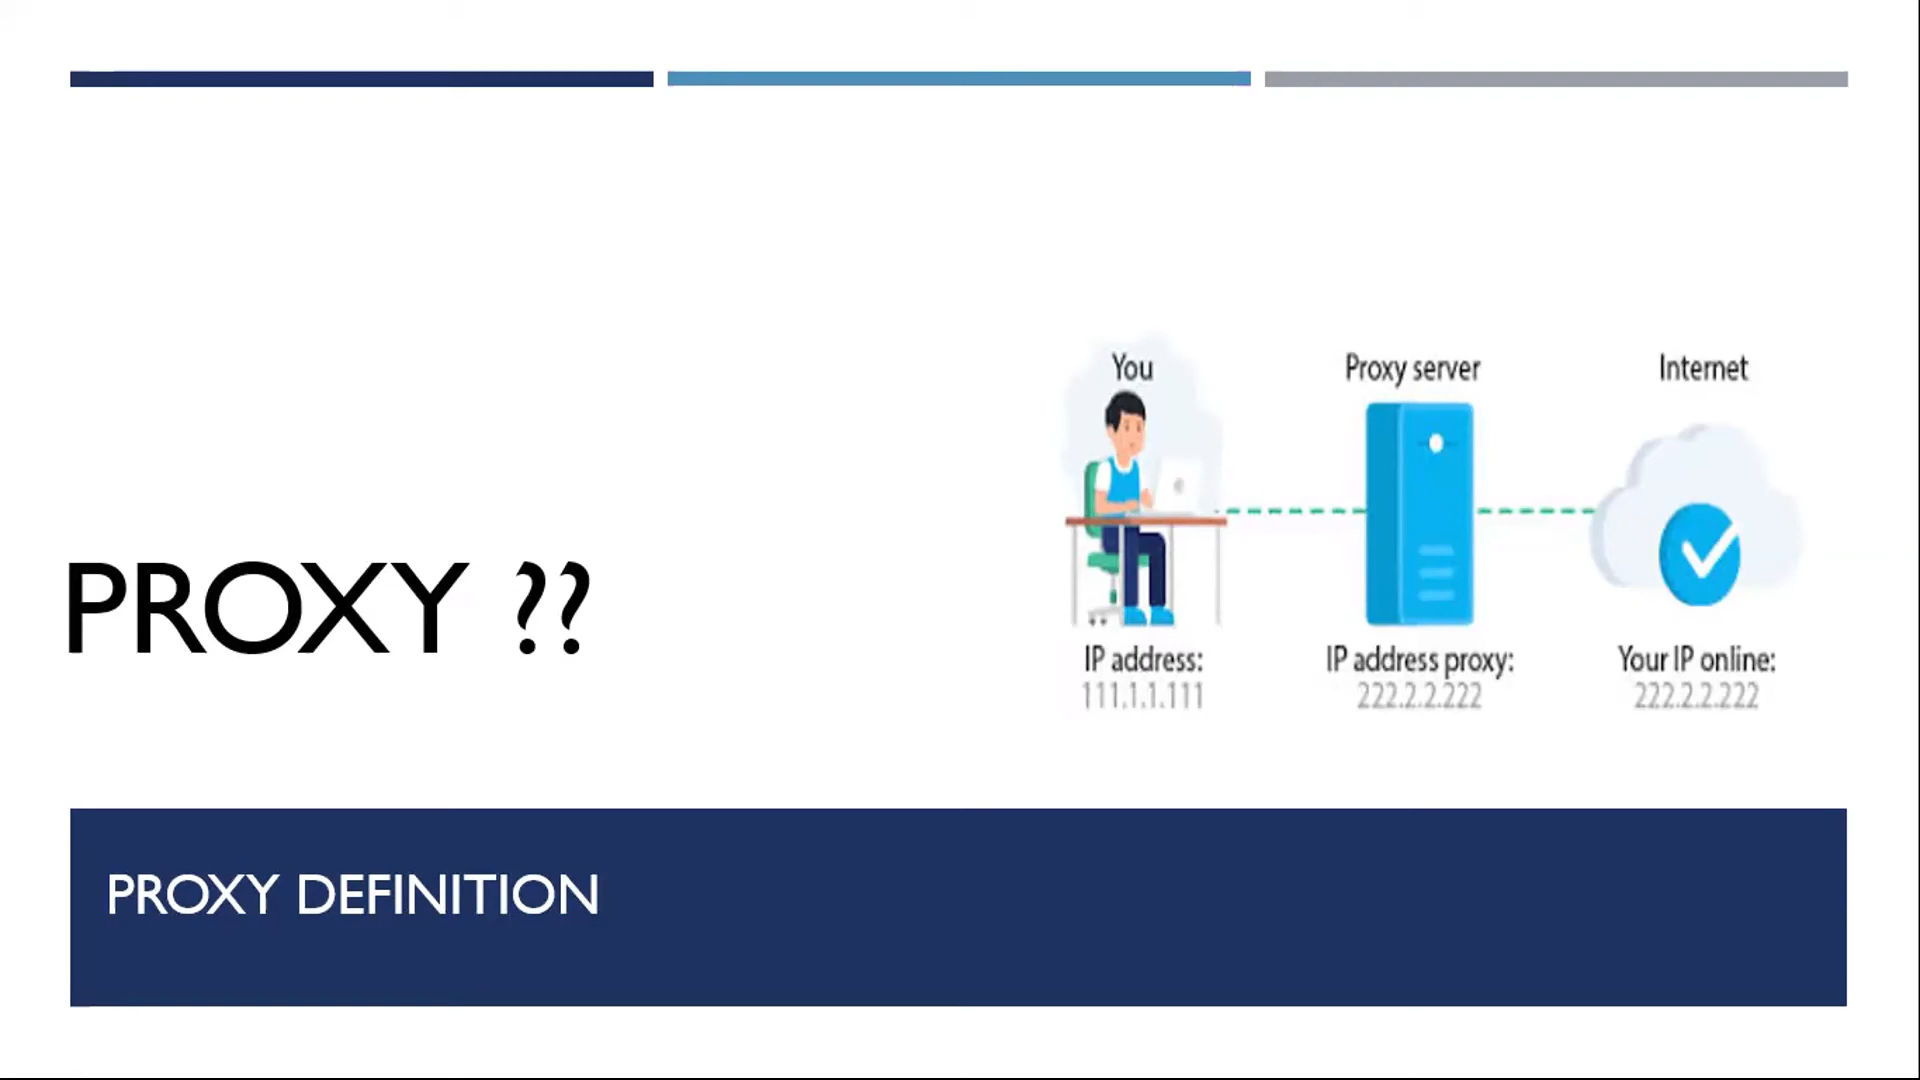 PROXY ??
You
Proxy server
Internet
IP address:
111.1.1.111
IP address proxy:
222.2.2.222
Your IP online:
222.2.2.222
PROXY DEFINITION